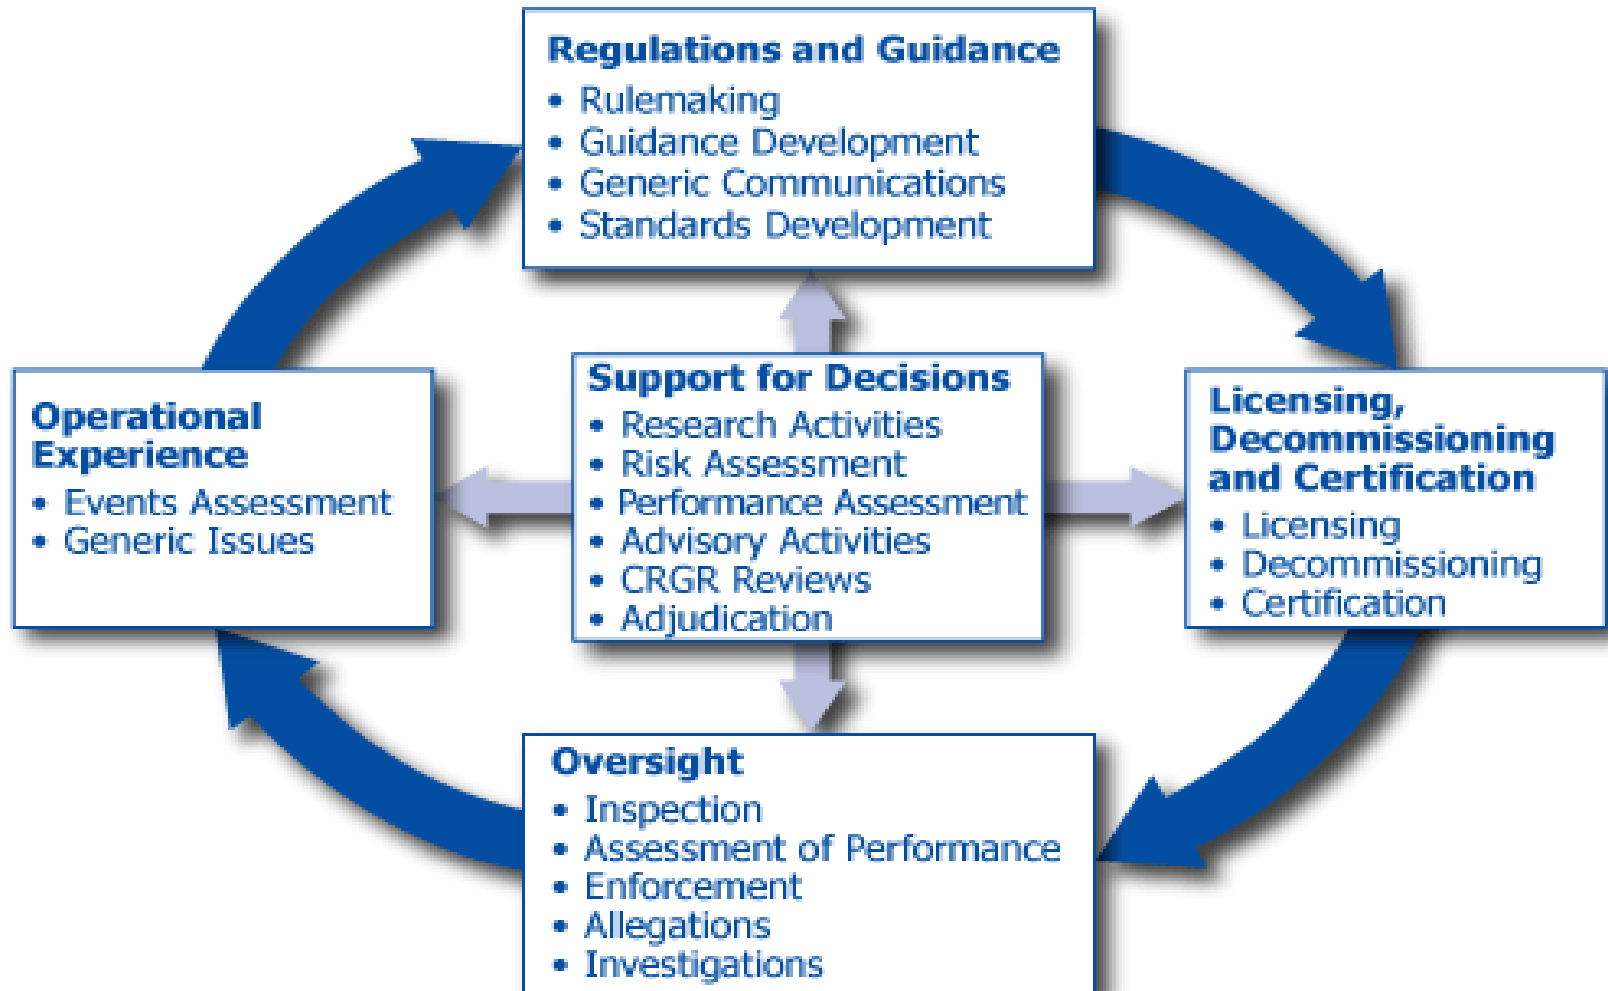 Regulations and Guidance
• Rulemaking
• Guidance Development
• Generic Communications
• Standards Development
Operational
Experience
• Events Assessment
• Generic Issues
Support for Decisions
• Research Activities
• Risk Assessment
• Performance Assessment
• Advisory Activities
• CRGR Reviews
• Adjudication
Licensing,
Decommissioning
and Certification
• Licensing
• Decommissioning
• Certification
Oversight
• Inspection
• Assessment of Performance
• Enforcement
• Allegations
• Investigations